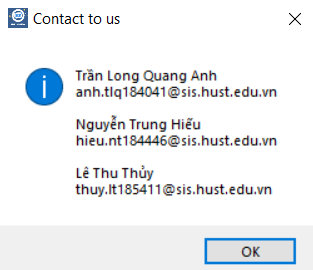 Contact to us
Trần Long Quang Anh
anh.tlq184041@sis.hust.edu.vn
Nguyễn Trung Hiếu
hieu.nt184446@sis.hust.edu.vn
Lê Thu Thủy
thuy.lt185411@sis.hust.edu.vn
OK